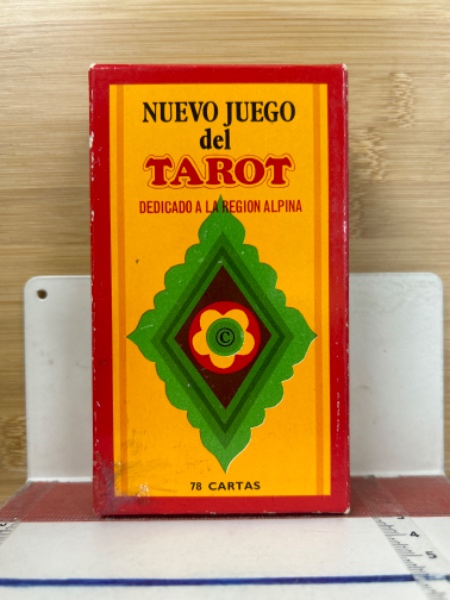 NUEVO JUEGO
del
TAROT
DEDICADO A LA REGION ALPINA
©
78 CARTAS